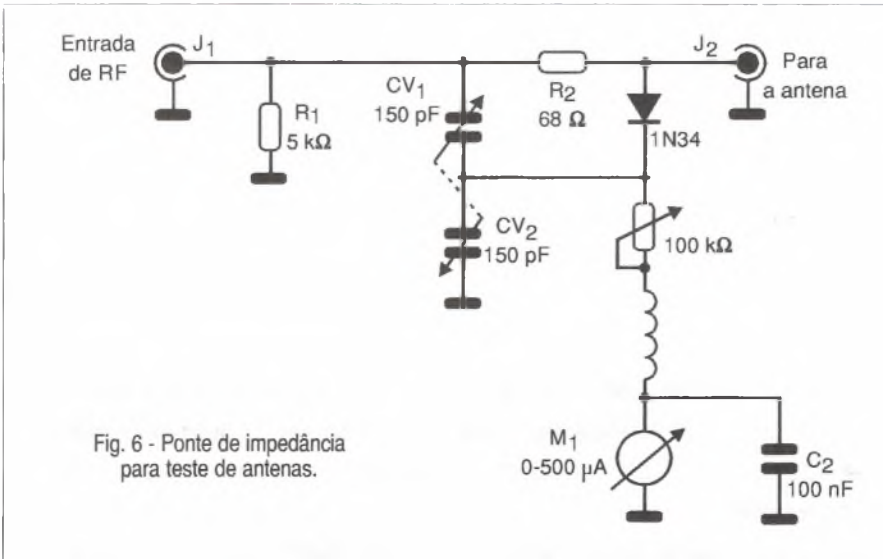 Entrada
de RF
J1
R1
5 kΩ
CV1
150 pF
CV2
150 pF
R2
68 Ω
1N34
J2
Para
a antena
100 kΩ
M1
0-500 µA
C2
100 nF
Fig. 6 - Ponte de impedância
para teste de antenas.